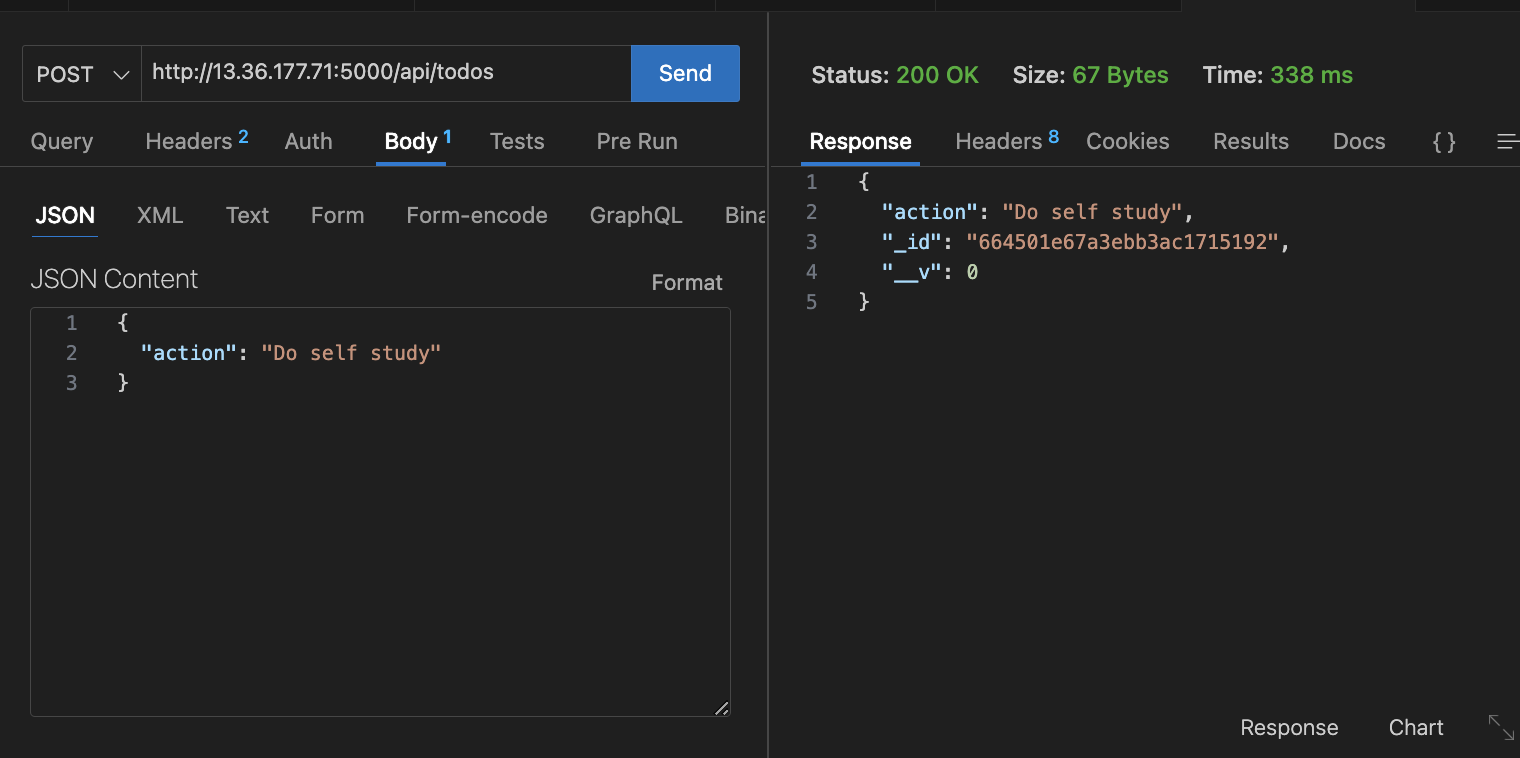 POST http://13.36.177.71:5000/api/todos Send
Query Headers 2 Auth Body 1 Tests Pre Run
JSON XML Text Form Form-encode GraphQL Bina
JSON Content Format
1 {
2 "action": "Do self study"
3 }
Status: 200 OK Size: 67 Bytes Time: 338 ms
Response Headers 8 Cookies Results Docs { }
1 {
2 "action": "Do self study",
3 "_id": "664501e67a3ebb3ac1715192",
4 "__v": 0
5 }
Response Chart